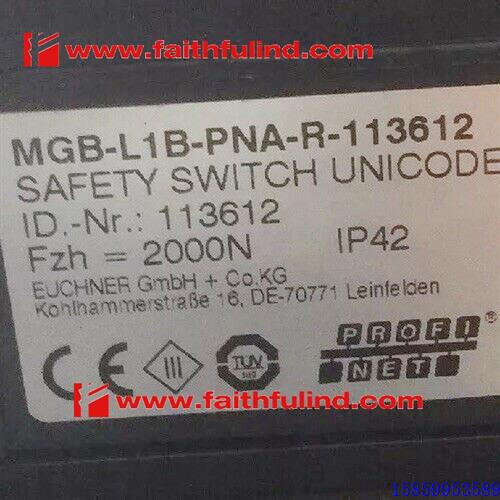 www.faithfulind.com
MGB-L1B-PNA-R-113612
SAFETY SWITCH UNICODE
ID.-Nr.: 113612
Fzh = 2000N IP42
EUCHNER GmbH + Co.KG
Kohlhammerstraße 16, DE-70771 Leinfelden
PROFI®
NET
CE III TÜV
www.faithfulind.com
15859953589